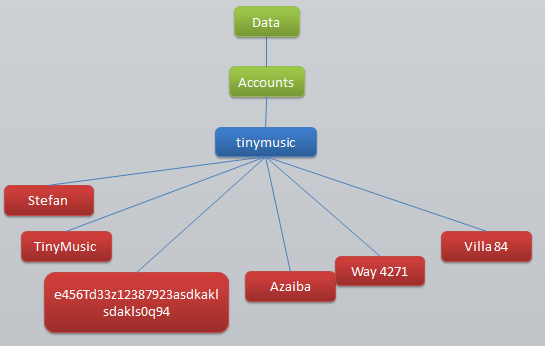 Data
Accounts
tinymusic
Stefan
TinyMusic
e456Td33z12387923asdkakl
sdakls0q94
Azaiba
Way 4271
Villa 84